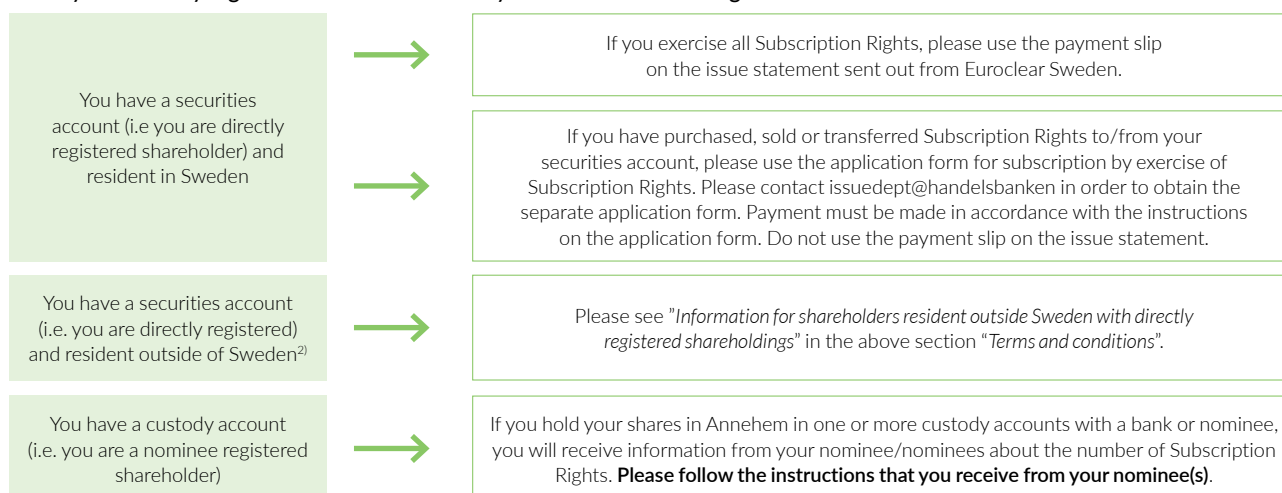 You have a securities
account (i.e you are directly
registered shareholder) and
resident in Sweden
If you exercise all Subscription Rights, please use the payment slip
on the issue statement sent out from Euroclear Sweden.
If you have purchased, sold or transferred Subscription Rights to/from your
securities account, please use the application form for subscription by exercise of
Subscription Rights. Please contact issuedept@handelsbanken in order to obtain the
separate application form. Payment must be made in accordance with the instructions
on the application form. Do not use the payment slip on the issue statement.
You have a securities account
(i.e. you are directly registered)
and resident outside of Sweden2)
Please see ”Information for shareholders resident outside Sweden with directly
registered shareholdings” in the above section “Terms and conditions”.
You have a custody account
(i.e. you are a nominee registered
shareholder)
If you hold your shares in Annehem in one or more custody accounts with a bank or nominee,
you will receive information from your nominee/nominees about the number of Subscription
Rights. Please follow the instructions that you receive from your nominee(s).